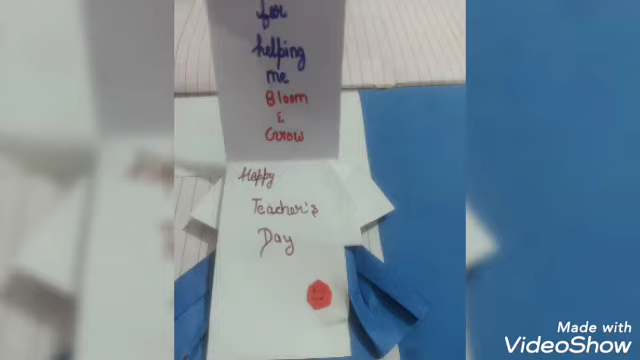 for
helping
me
Bloom
&
Grow
Happy
Teacher's
Day
Made with
VideoShow